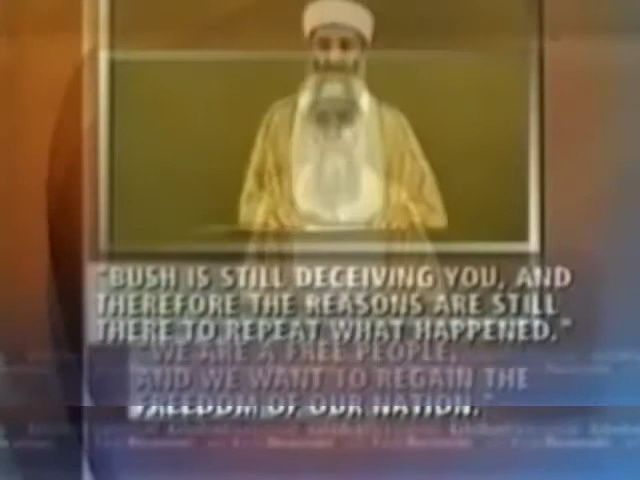 "BUSH IS STILL DECEIVING YOU, AND
THEREFORE THE REASONS ARE STILL
THERE TO REPEAT WHAT HAPPENED."
"WE ARE A FREE PEOPLE,
AND WE WANT TO REGAIN THE
FREEDOM OF OUR NATION."